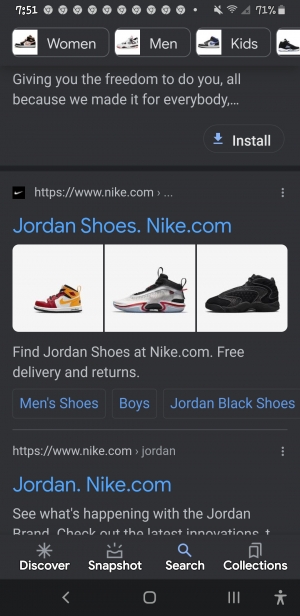 7:51
71%
Women
Men
Kids
Giving you the freedom to do you, all
because we made it for everybody,...
Install
https://www.nike.com › ...
Jordan Shoes. Nike.com
Find Jordan Shoes at Nike.com. Free
delivery and returns.
Men's Shoes
Boys
Jordan Black Shoes
https://www.nike.com › jordan
Jordan. Nike.com
See what's happening with the Jordan
Brand. Check out the latest innovations, t
Discover
Snapshot
Search
Collections